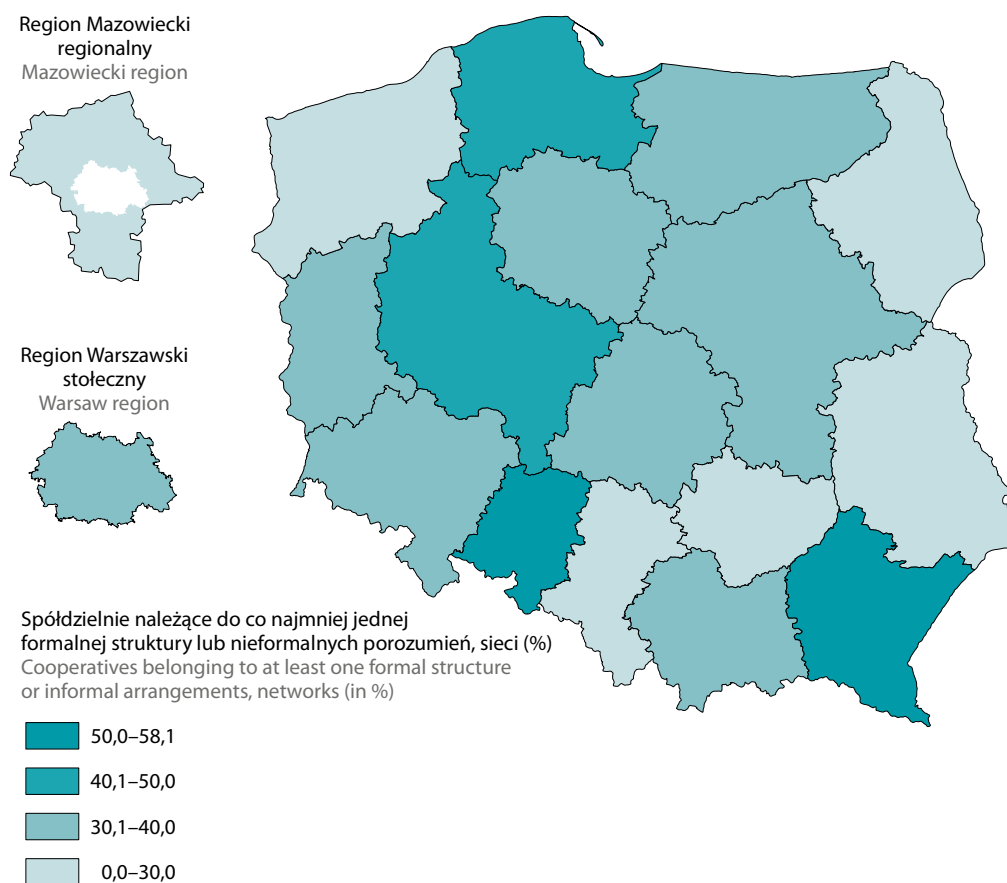 Region Mazowiecki
regionalny
Mazowiecki region
Region Warszawski
stołeczny
Warsaw region
Spółdzielnie należące do co najmniej jednej
formalnej struktury lub nieformalnych porozumień, sieci (%)
Cooperatives belonging to at least one formal structure
or informal arrangements, networks (in %)
50,0–58,1
40,1–50,0
30,1–40,0
0,0–30,0